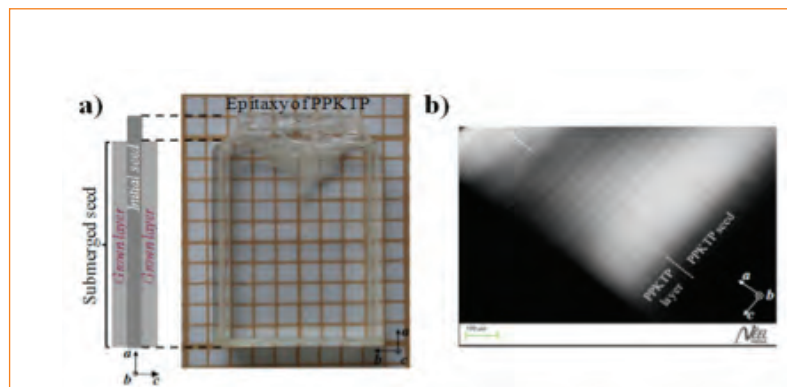 a)
Epitaxy of PPKTP
Submerged seed
Grown layer
Initial seed
Grown layer
a
b
c
a
b
c
b)
PPKTP
layer
PPKTP seed
a
b
c